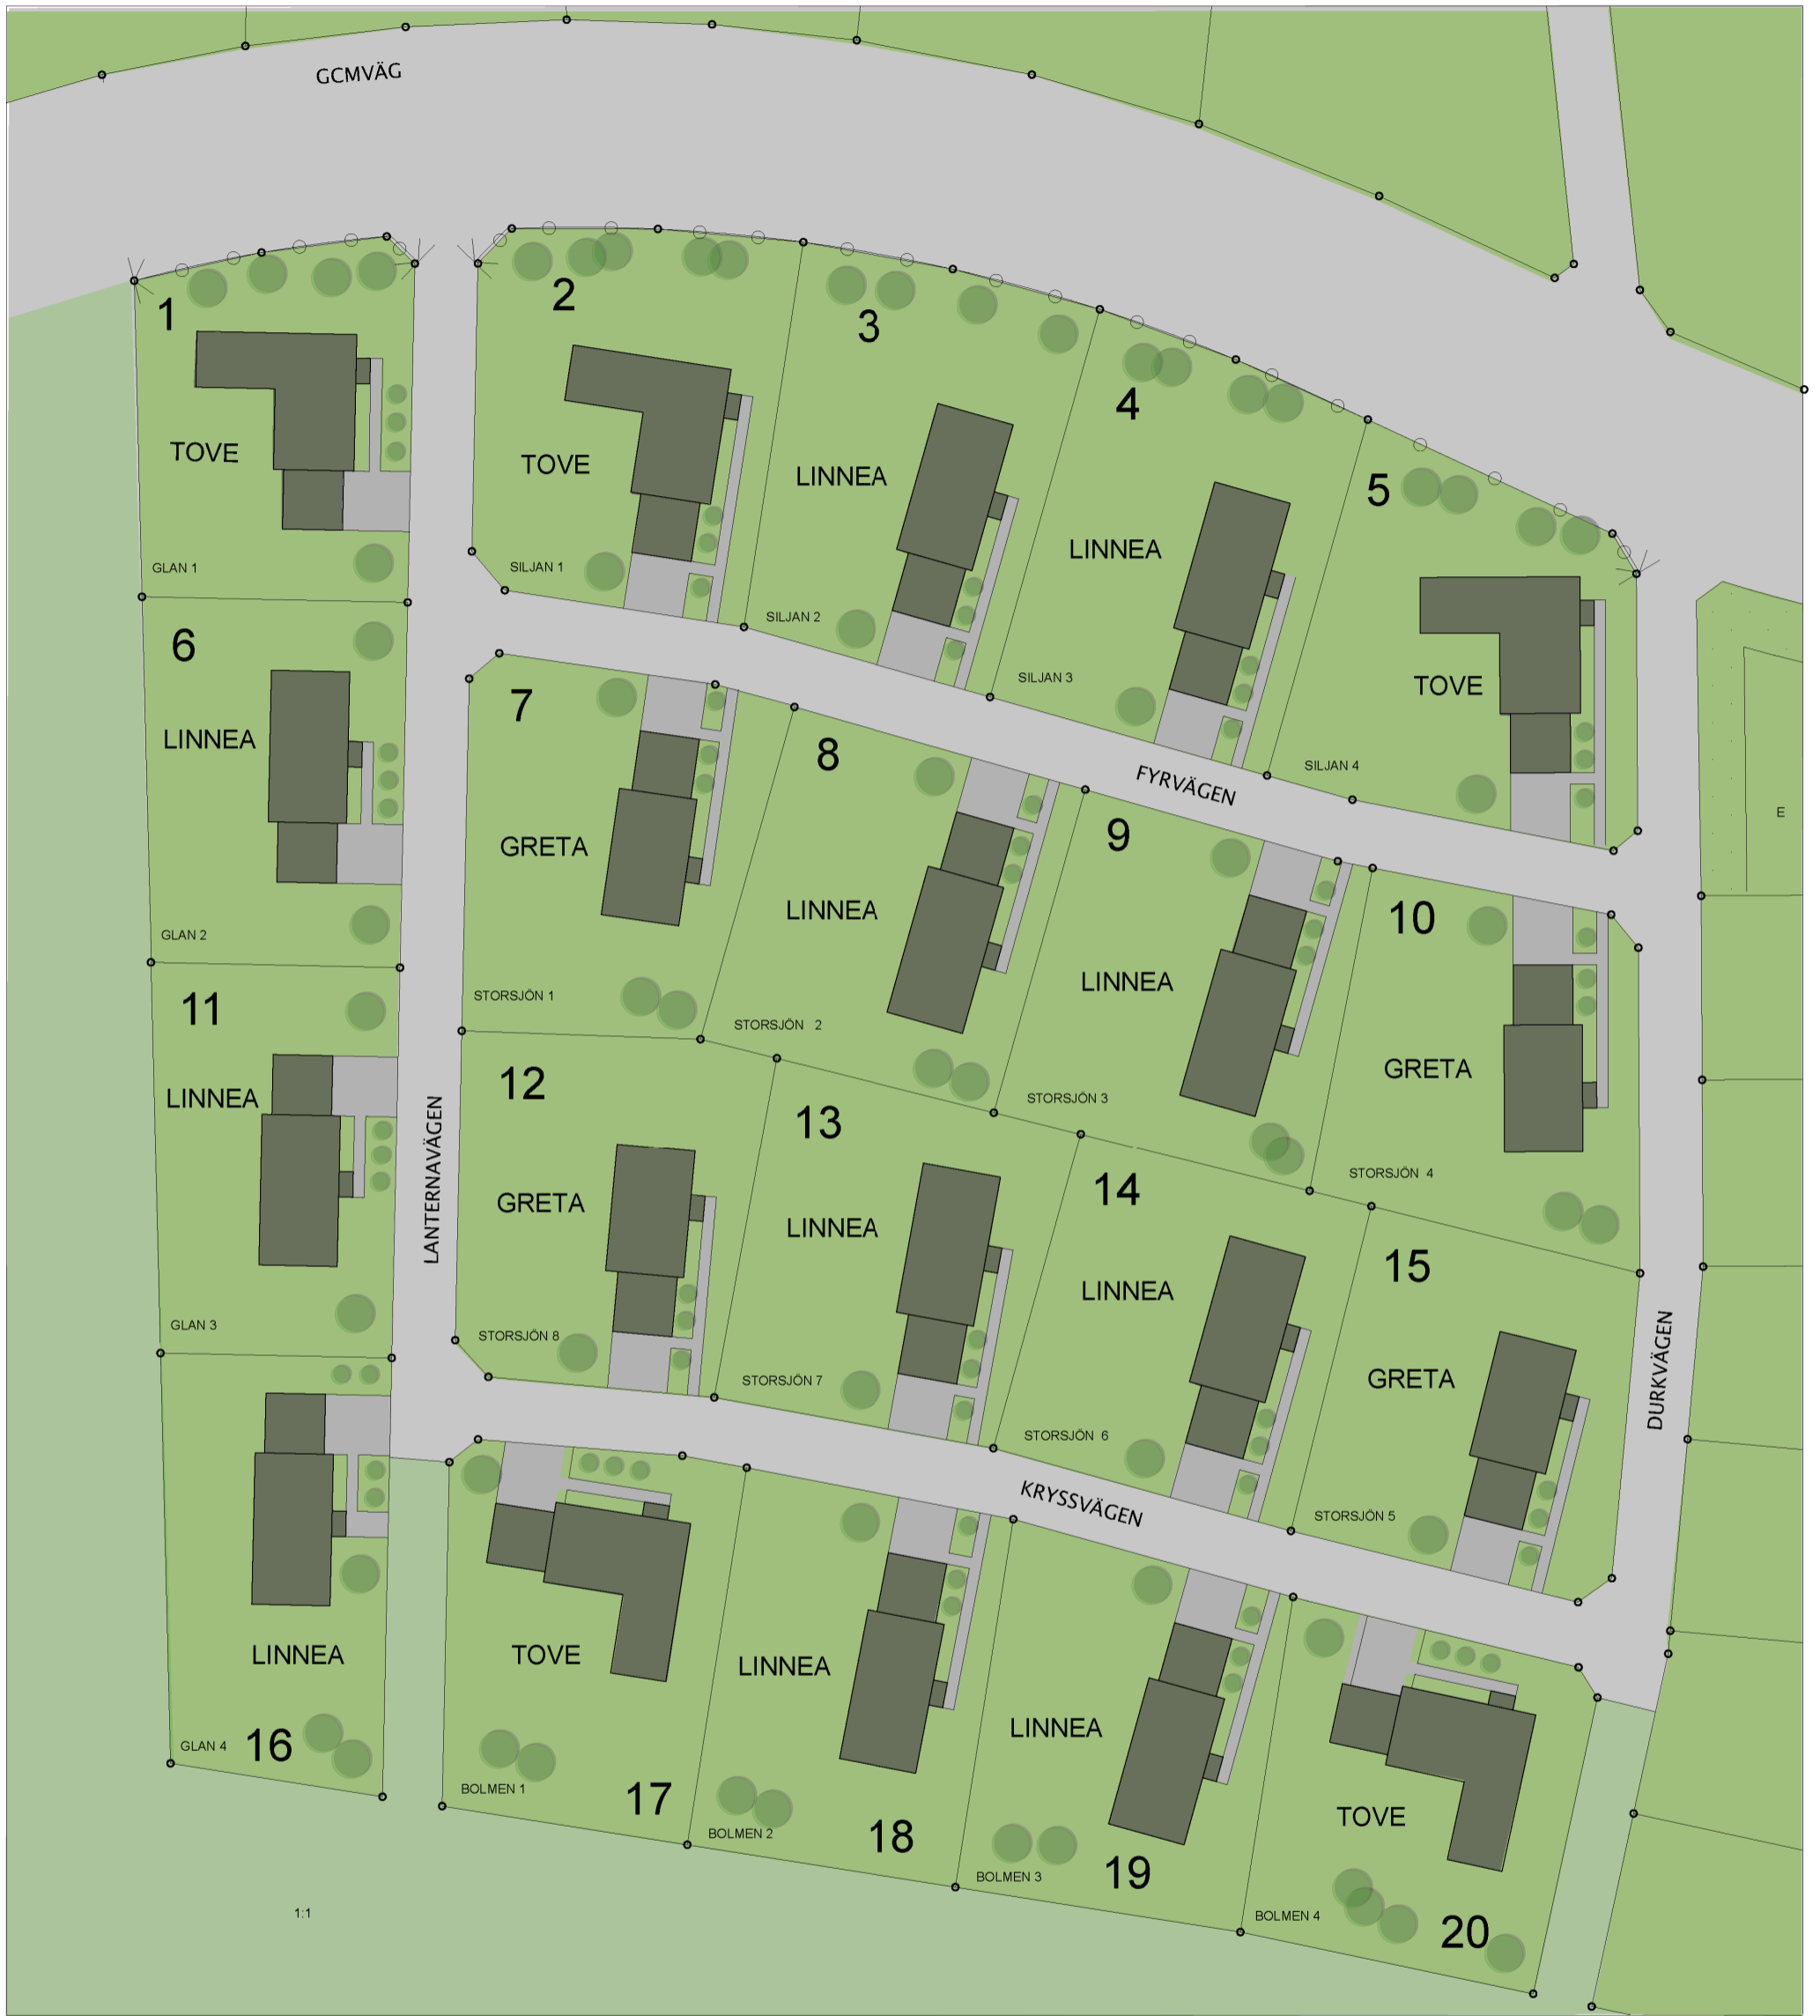 GCMVÄG
1
TOVE
GLAN 1
2
TOVE
SILJAN 1
3
LINNEA
SILJAN 2
4
LINNEA
SILJAN 3
5
TOVE
SILJAN 4
FYRVÄGEN
E
6
LINNEA
GLAN 2
7
GRETA
STORSJÖN 1
8
LINNEA
STORSJÖN 2
9
LINNEA
STORSJÖN 3
10
GRETA
STORSJÖN 4
11
LINNEA
GLAN 3
LANTERNAVÄGEN
12
GRETA
STORSJÖN 8
13
LINNEA
STORSJÖN 7
14
LINNEA
STORSJÖN 6
15
GRETA
STORSJÖN 5
DURKVÄGEN
KRYSSVÄGEN
LINNEA
GLAN 4
16
TOVE
BOLMEN 1
17
LINNEA
BOLMEN 2
18
LINNEA
BOLMEN 3
19
TOVE
BOLMEN 4
20
1:1